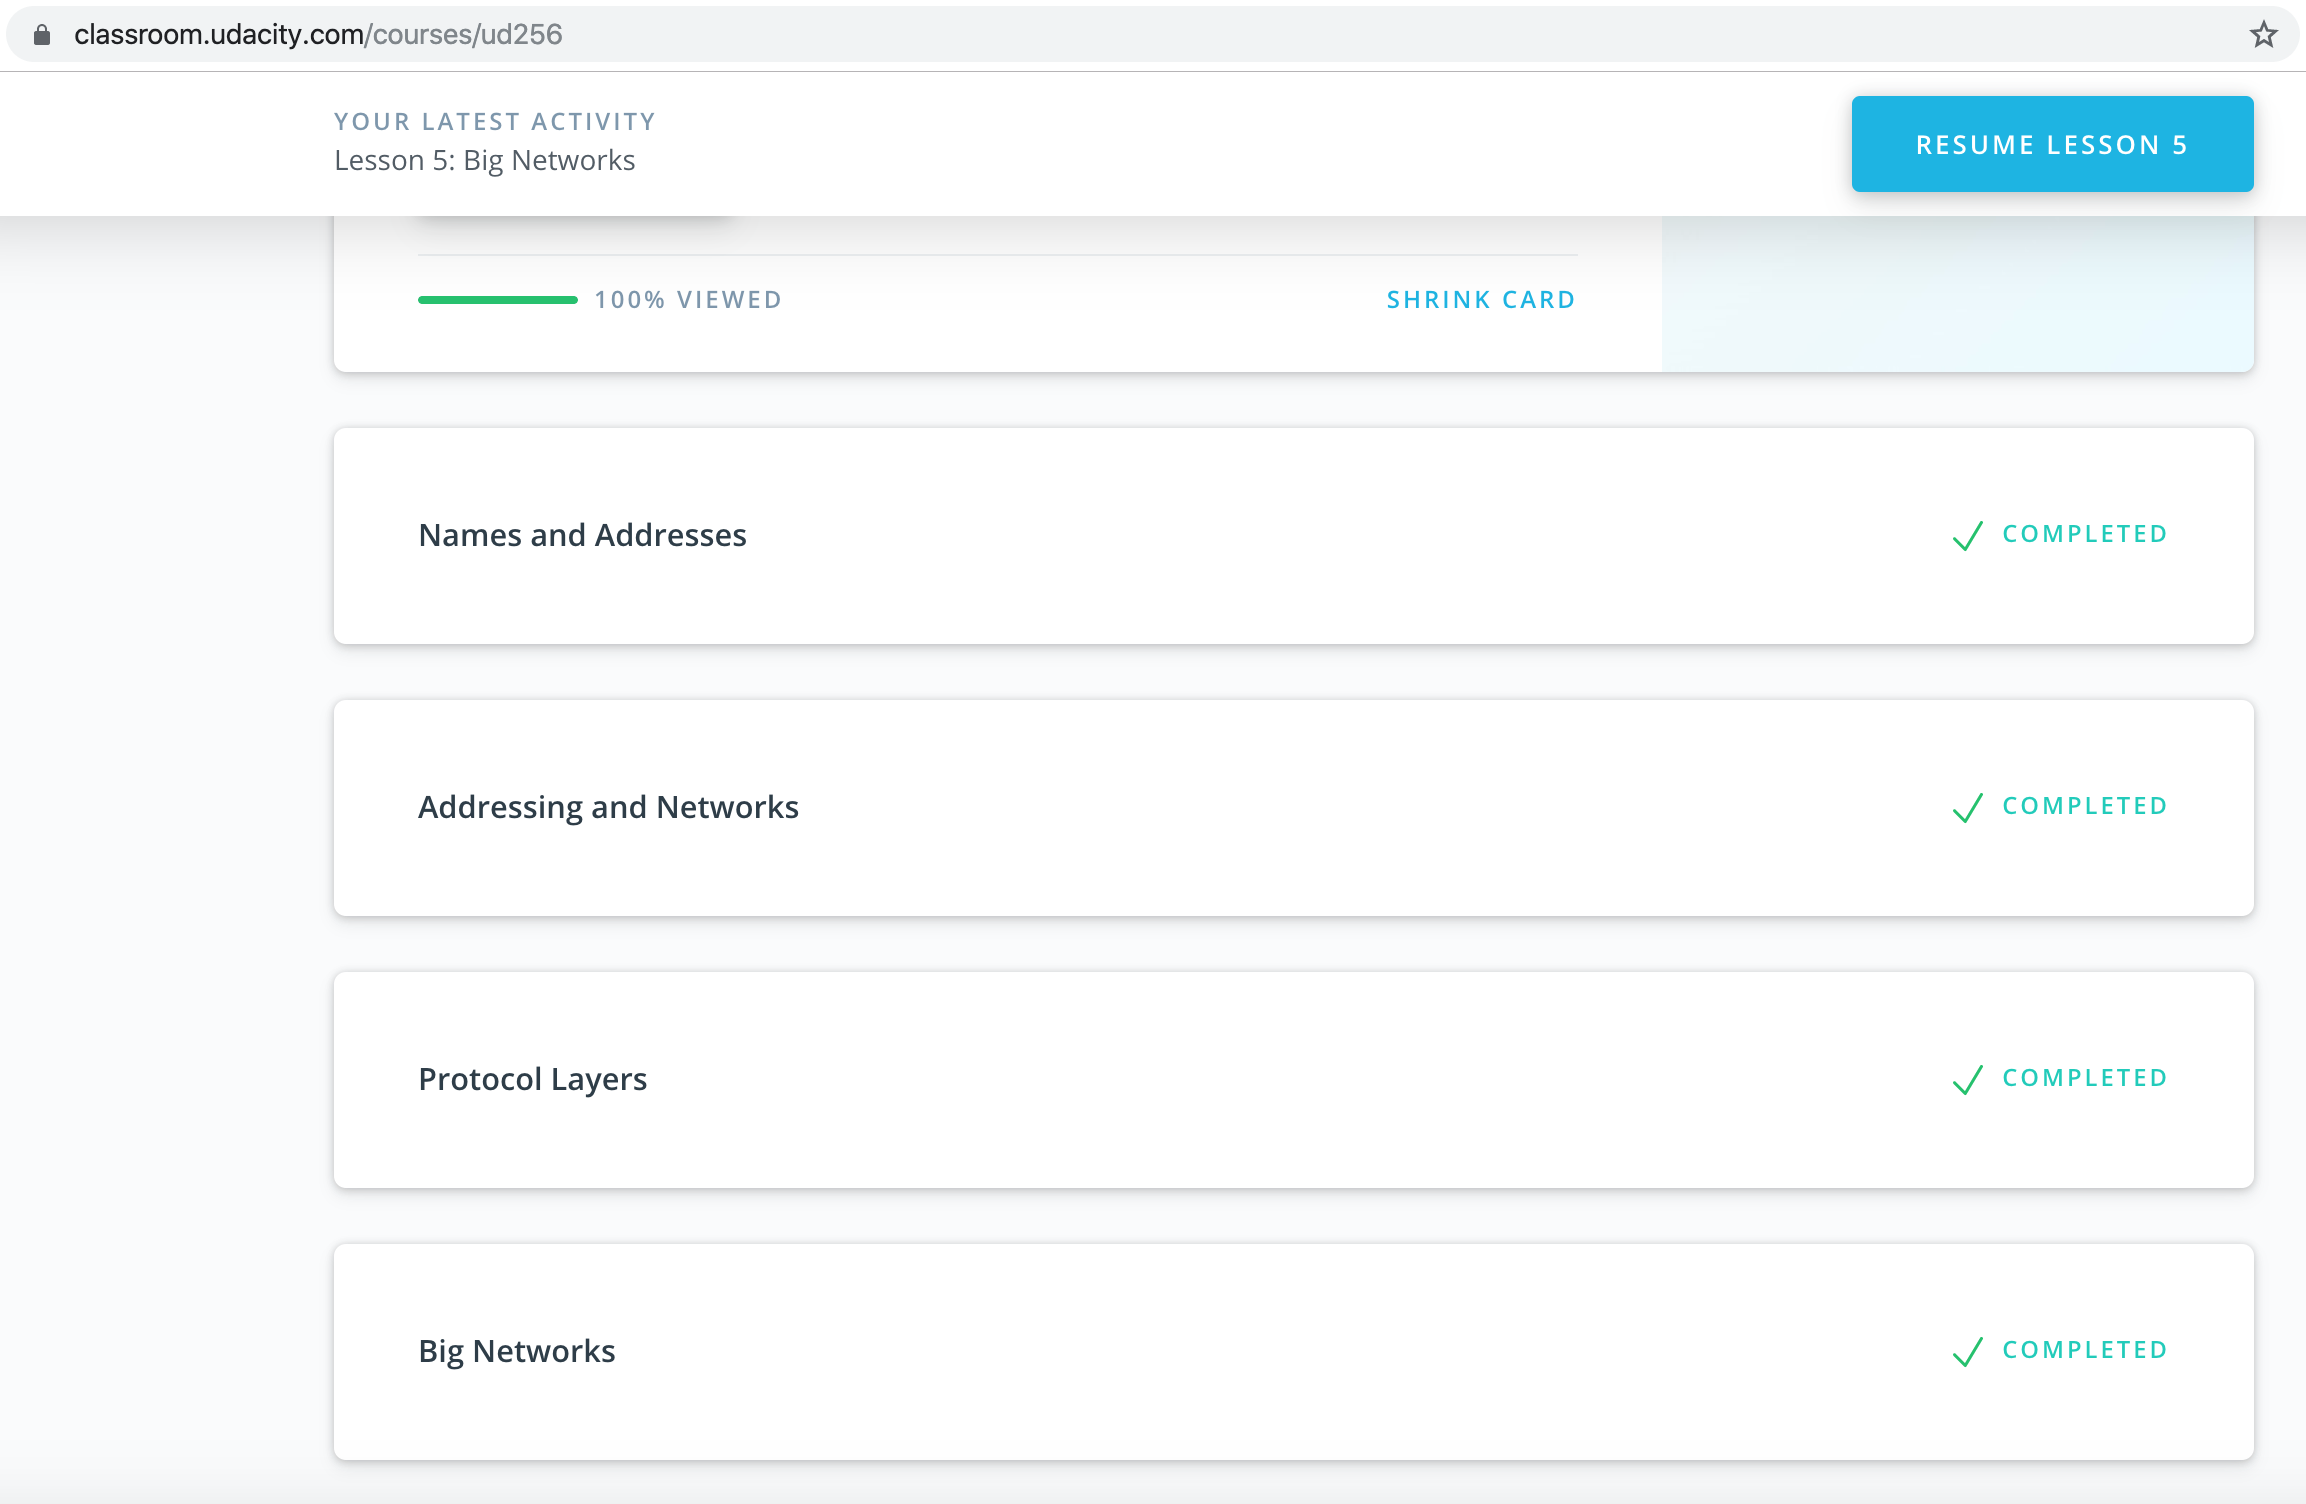 classroom.udacity.com/courses/ud256
YOUR LATEST ACTIVITY
Lesson 5: Big Networks
RESUME LESSON 5
100% VIEWED
SHRINK CARD
Names and Addresses
COMPLETED
Addressing and Networks
COMPLETED
Protocol Layers
COMPLETED
Big Networks
COMPLETED